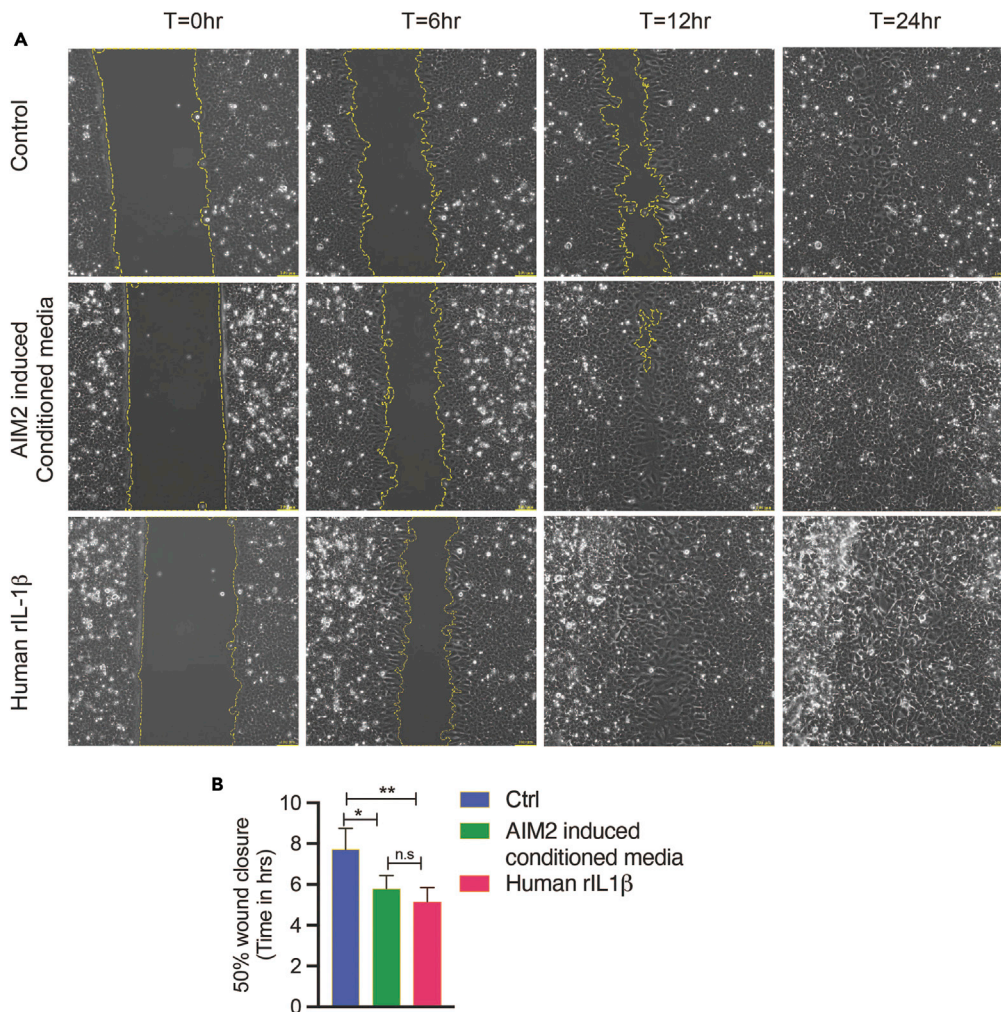 T=0hr T=6hr T=12hr T=24hr
A
Control
AIM2 induced
Conditioned media
Human rIL-1β
B
50% wound closure
(Time in hrs)
10
8
6
4
2
0
**
*
n.s
Ctrl
AIM2 induced
conditioned media
Human rIL1β